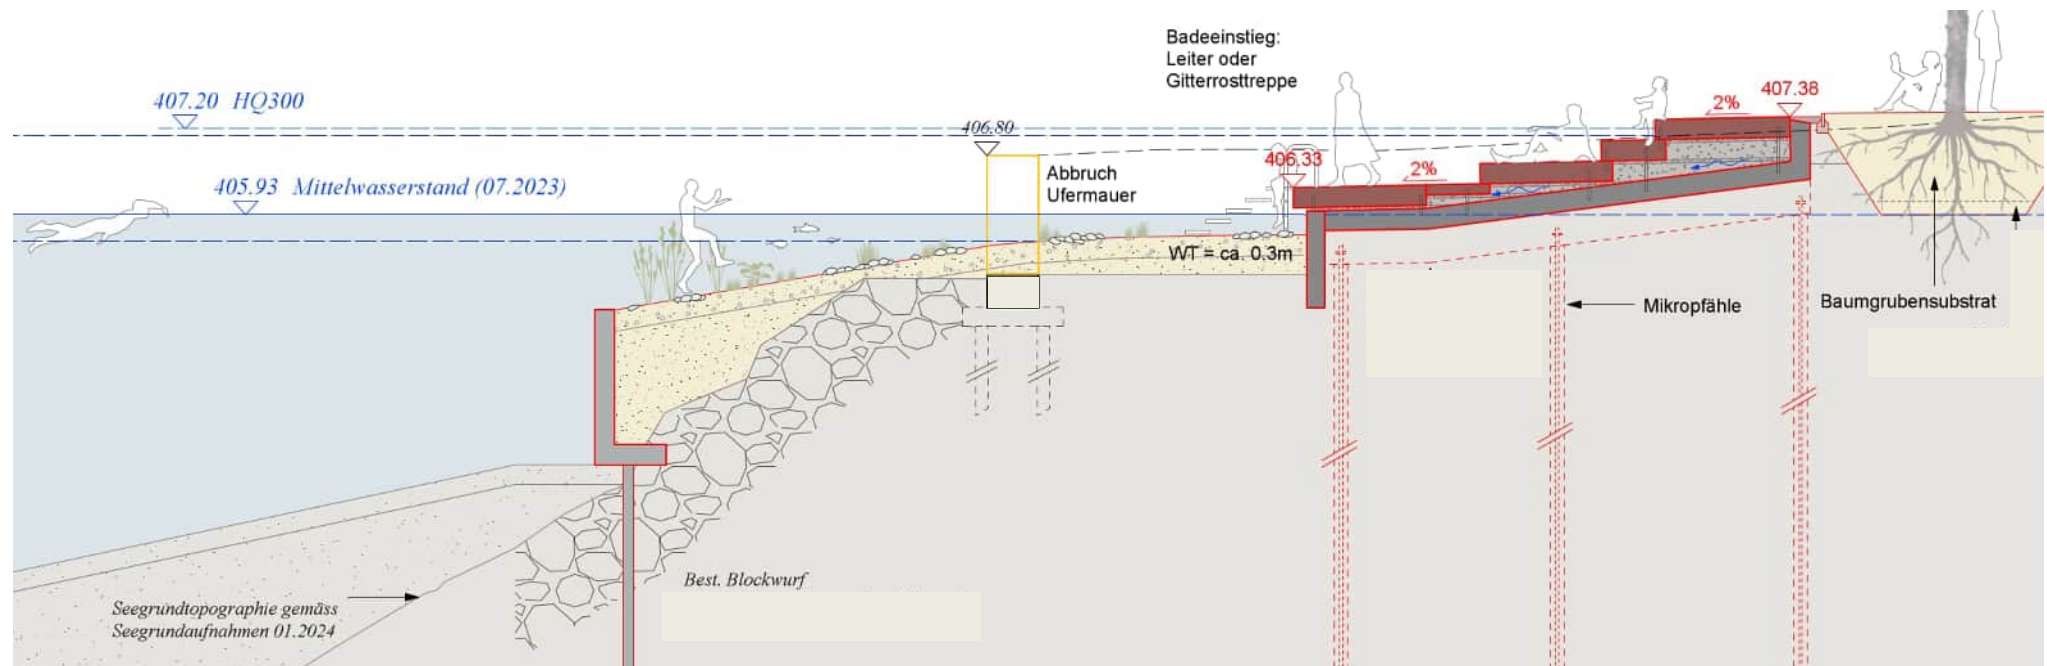 Badeeinstieg:
Leiter oder
Gitterrosttreppe
407.20 HQ300
406.80
2%
407.38
405.93 Mittelwasserstand (07.2023)
Abbruch
Ufermauer
406.33
2%
WT = ca. 0.3m
Mikropfähle
Baumgrubensubstrat
Best. Blockwurf
Seegrundtopographie gemäss
Seegrundaufnahmen 01.2024